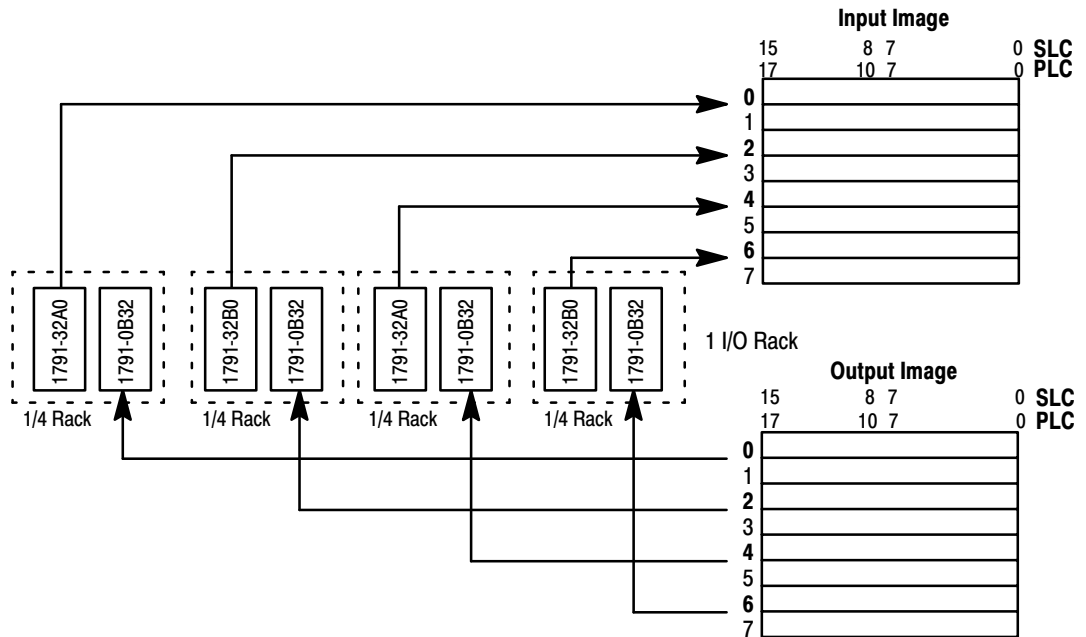 Input Image
15 8 7 0 SLC
17 10 7 0 PLC
0
1
2
3
4
5
6
7
1791-32A0
1791-0B32
1791-32B0
1791-0B32
1791-32A0
1791-0B32
1791-32B0
1791-0B32
1 I/O Rack
1/4 Rack
1/4 Rack
1/4 Rack
1/4 Rack
Output Image
15 8 7 0 SLC
17 10 7 0 PLC
0
1
2
3
4
5
6
7